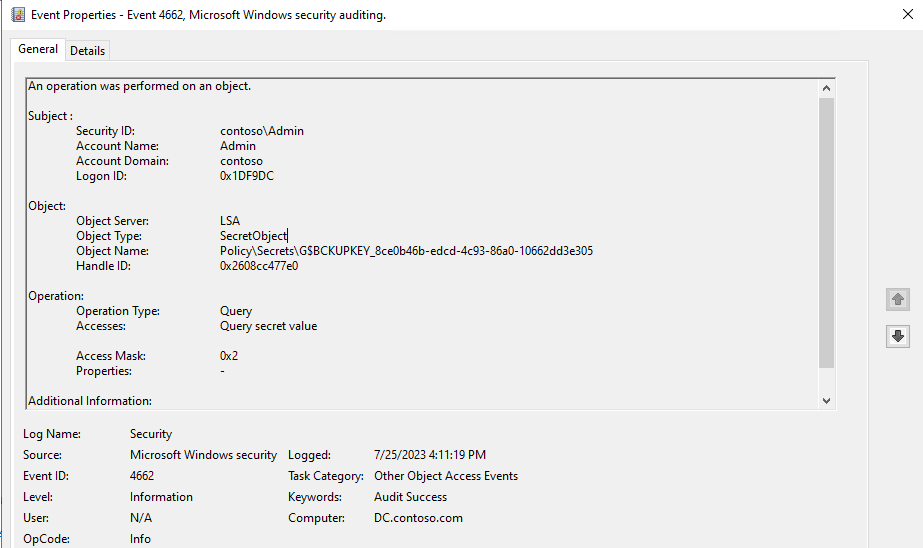 Event Properties - Event 4662, Microsoft Windows security auditing.
General Details
An operation was performed on an object.
Subject :
Security ID: contoso\Admin
Account Name: Admin
Account Domain: contoso
Logon ID: 0x1DF9DC
Object:
Object Server: LSA
Object Type: SecretObject
Object Name: Policy\Secrets\G$BCKUPKEY_8ce0b46b-edcd-4c93-86a0-10662dd3e305
Handle ID: 0x2608cc477e0
Operation:
Operation Type: Query
Accesses: Query secret value
Access Mask: 0x2
Properties: -
Additional Information:
Log Name: Security
Source: Microsoft Windows security Logged: 7/25/2023 4:11:19 PM
Event ID: 4662 Task Category: Other Object Access Events
Level: Information Keywords: Audit Success
User: N/A Computer: DC.contoso.com
OpCode: Info